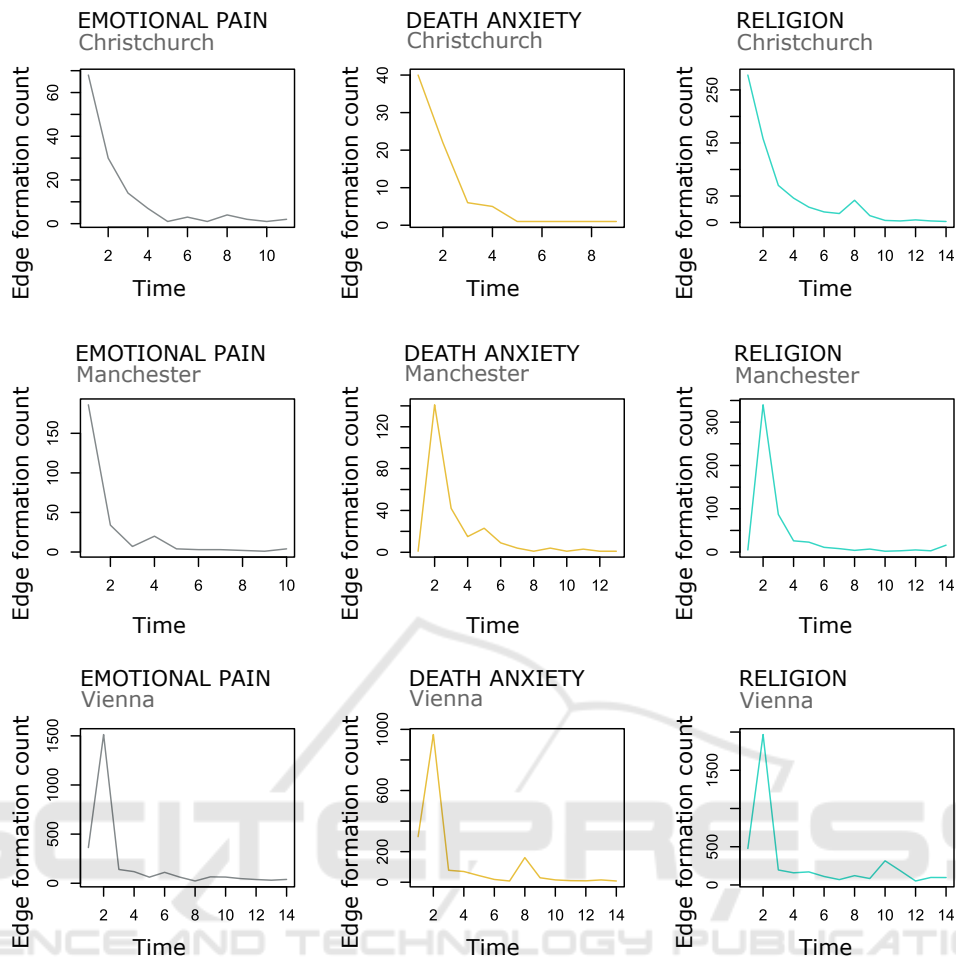 EMOTIONAL PAIN
Christchurch
Edge formation count
0 20 40 60
2 4 6 8 10
Time
DEATH ANXIETY
Christchurch
Edge formation count
0 10 20 30 40
2 4 6 8
Time
RELIGION
Christchurch
Edge formation count
0 50 150 250
2 4 6 8 10 12 14
Time
EMOTIONAL PAIN
Manchester
Edge formation count
0 50 100 150
2 4 6 8 10
Time
DEATH ANXIETY
Manchester
Edge formation count
0 40 80 120
2 4 6 8 10 12
Time
RELIGION
Manchester
Edge formation count
0 100 200 300
2 4 6 8 10 12 14
Time
EMOTIONAL PAIN
Vienna
Edge formation count
0 500 1000 1500
2 4 6 8 10 12 14
Time
DEATH ANXIETY
Vienna
Edge formation count
0 200 600 1000
2 4 6 8 10 12 14
Time
RELIGION
Vienna
Edge formation count
0 500 1500
2 4 6 8 10 12 14
Time
SCITEPRESS
NCE AND TECHNOLOGY PUBLICATIO